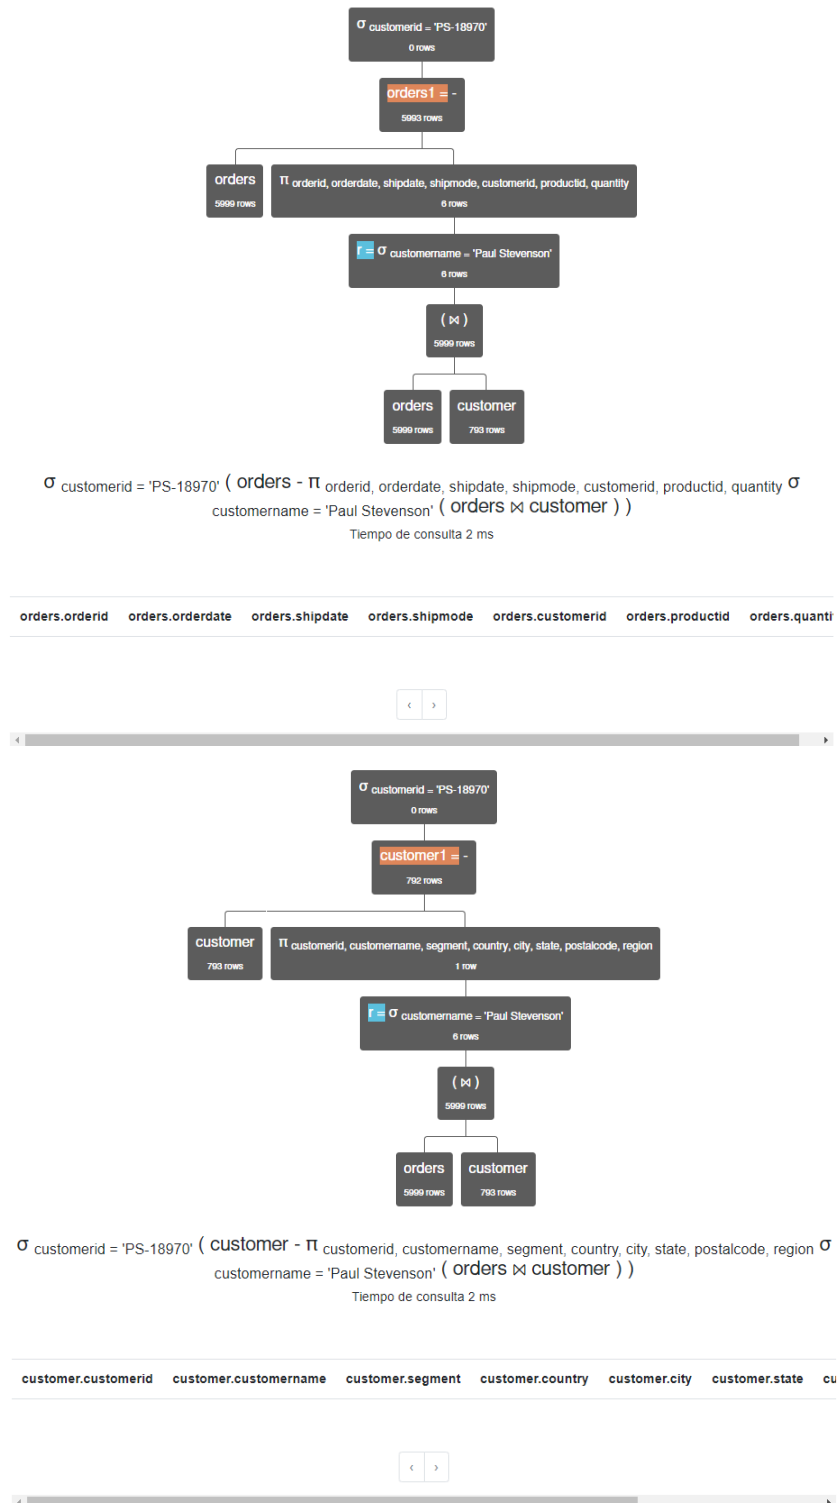 σ customerid = 'PS-18970'
0 rows
orders1 = -
5993 rows
orders
5999 rows
π orderid, orderdate, shipdate, shipmode, customerid, productid, quantity
6 rows
r = σ customername = 'Paul Stevenson'
6 rows
( ⋈ )
5999 rows
orders
5999 rows
customer
793 rows
σ customerid = 'PS-18970' ( orders - π orderid, orderdate, shipdate, shipmode, customerid, productid, quantity σ
customername = 'Paul Stevenson' ( orders ⋈ customer ) )
Tiempo de consulta 2 ms
orders.orderid orders.orderdate orders.shipdate orders.shipmode orders.customerid orders.productid orders.quanti
‹ ›
σ customerid = 'PS-18970'
0 rows
customer1 = -
792 rows
customer
793 rows
π customerid, customername, segment, country, city, state, postalcode, region
1 row
r = σ customername = 'Paul Stevenson'
6 rows
( ⋈ )
5999 rows
orders
5999 rows
customer
793 rows
σ customerid = 'PS-18970' ( customer - π customerid, customername, segment, country, city, state, postalcode, region σ
customername = 'Paul Stevenson' ( orders ⋈ customer ) )
Tiempo de consulta 2 ms
customer.customerid customer.customername customer.segment customer.country customer.city customer.state cu
‹ ›